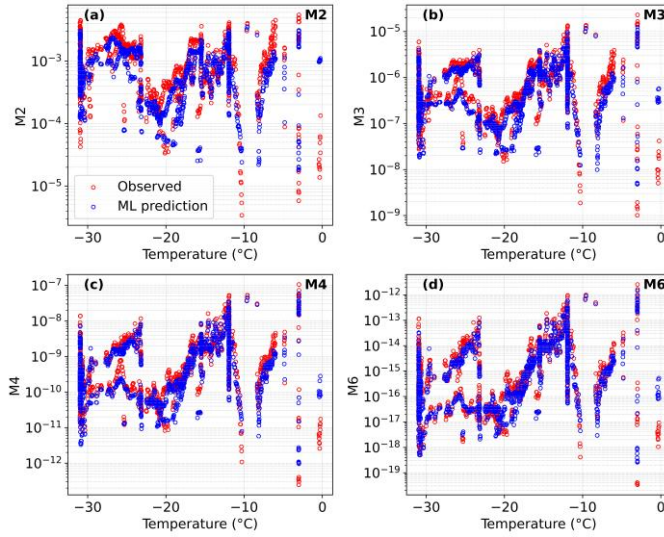 (a) M2
M2
10⁻³
10⁻⁴
10⁻⁵
Observed
ML prediction
−30 −20 −10 0
Temperature (°C)
(b) M3
M3
10⁻⁵
10⁻⁶
10⁻⁷
10⁻⁸
10⁻⁹
−30 −20 −10 0
Temperature (°C)
(c) M4
M4
10⁻⁷
10⁻⁸
10⁻⁹
10⁻¹⁰
10⁻¹¹
10⁻¹²
−30 −20 −10 0
Temperature (°C)
(d) M6
M6
10⁻¹²
10⁻¹³
10⁻¹⁴
10⁻¹⁵
10⁻¹⁶
10⁻¹⁷
10⁻¹⁸
10⁻¹⁹
−30 −20 −10 0
Temperature (°C)